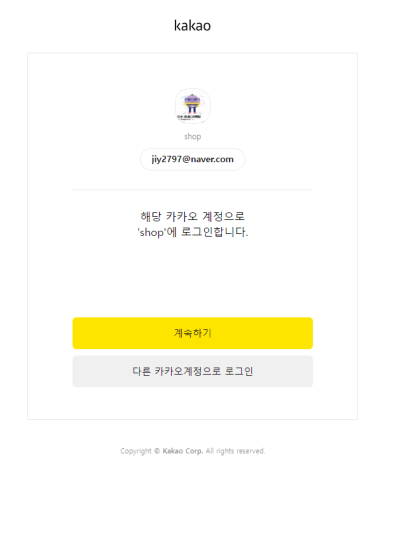 kakao
shop
jiy2797@naver.com
해당 카카오 계정으로
'shop'에 로그인합니다.
계속하기
다른 카카오계정으로 로그인
Copyright © Kakao Corp. All rights reserved.